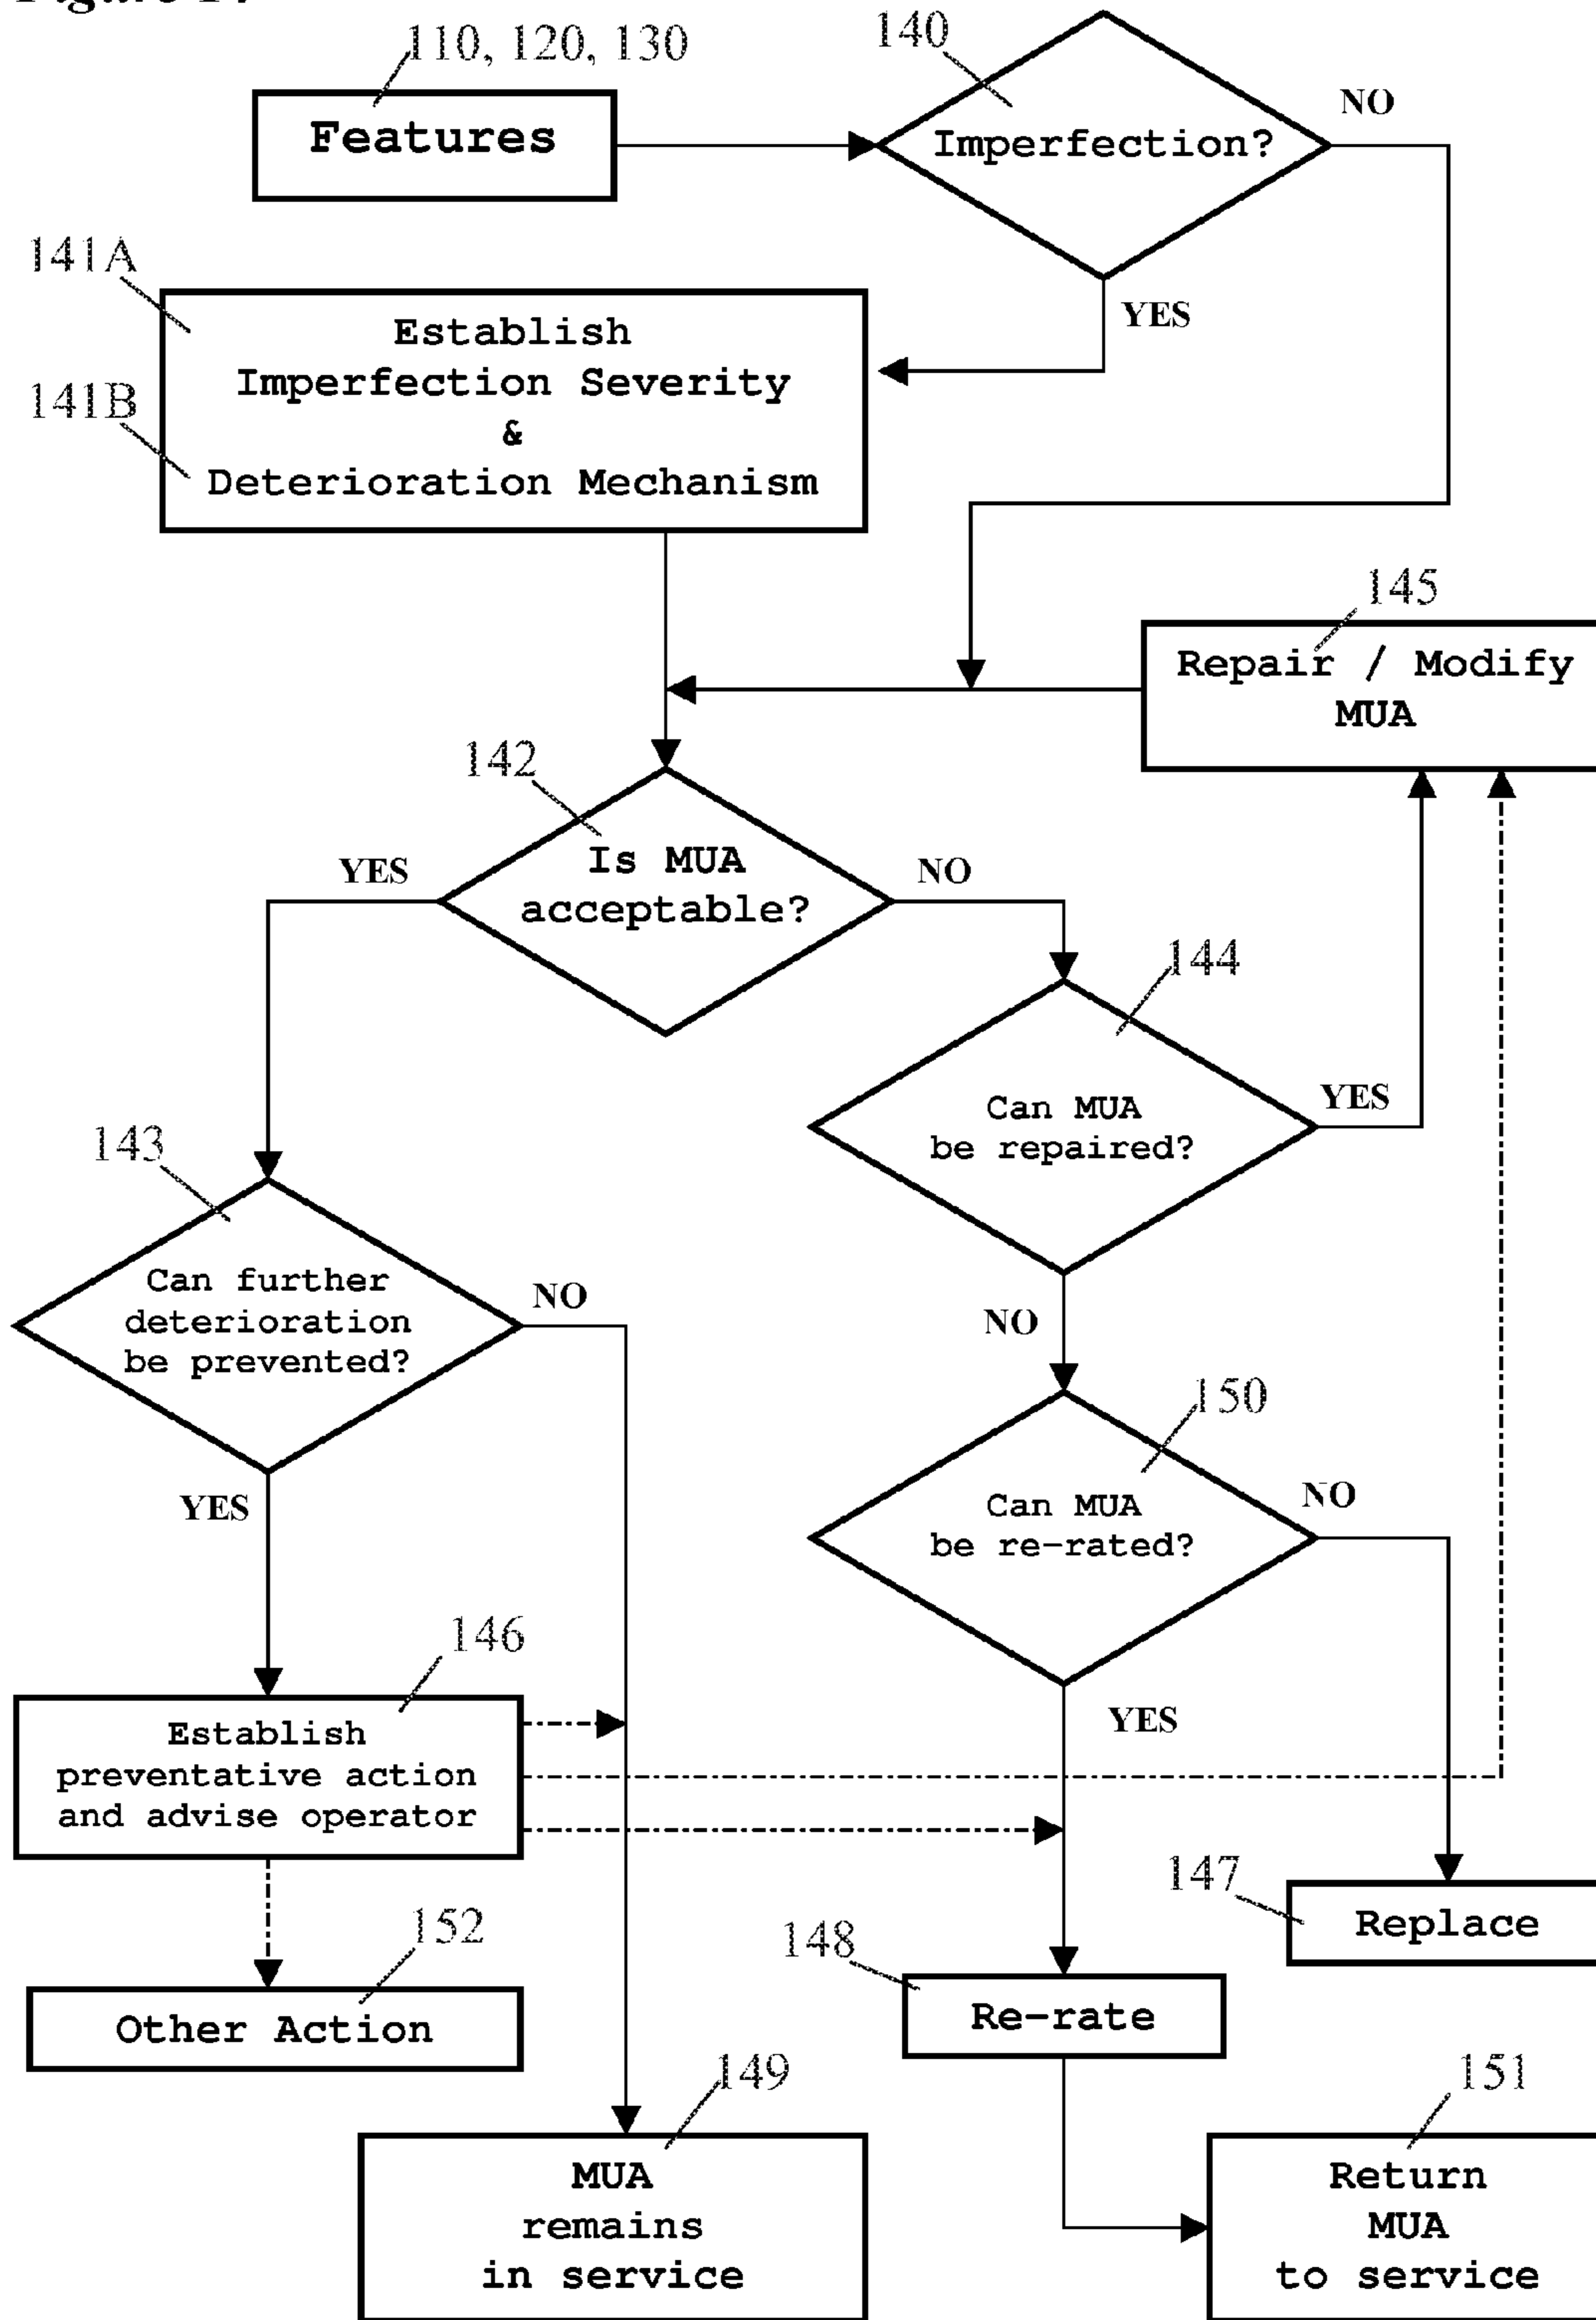 110, 120, 130
140
Features
Imperfection?
NO
YES
141A
Establish
Imperfection Severity
&
141B
Deterioration Mechanism
145
Repair / Modify
MUA
142
Is MUA
acceptable?
YES
NO
144
Can MUA
be repaired?
YES
NO
143
Can further
deterioration
be prevented?
NO
YES
150
Can MUA
be re-rated?
NO
YES
146
Establish
preventative action
and advise operator
147
Replace
152
Other Action
148
Re-rate
149
MUA
remains
in service
151
Return
MUA
to service